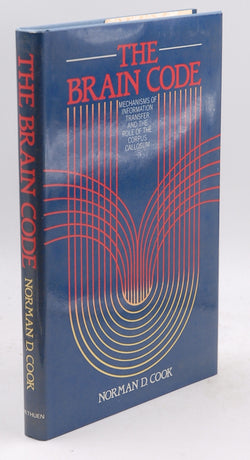 THE
BRAIN CODE
MECHANISMS OF
INFORMATION
TRANSFER
AND THE
ROLE OF THE
CORPUS
CALLOSUM
NORMAN D. COOK
THE BRAIN CODE
NORMAN D. COOK
METHUEN